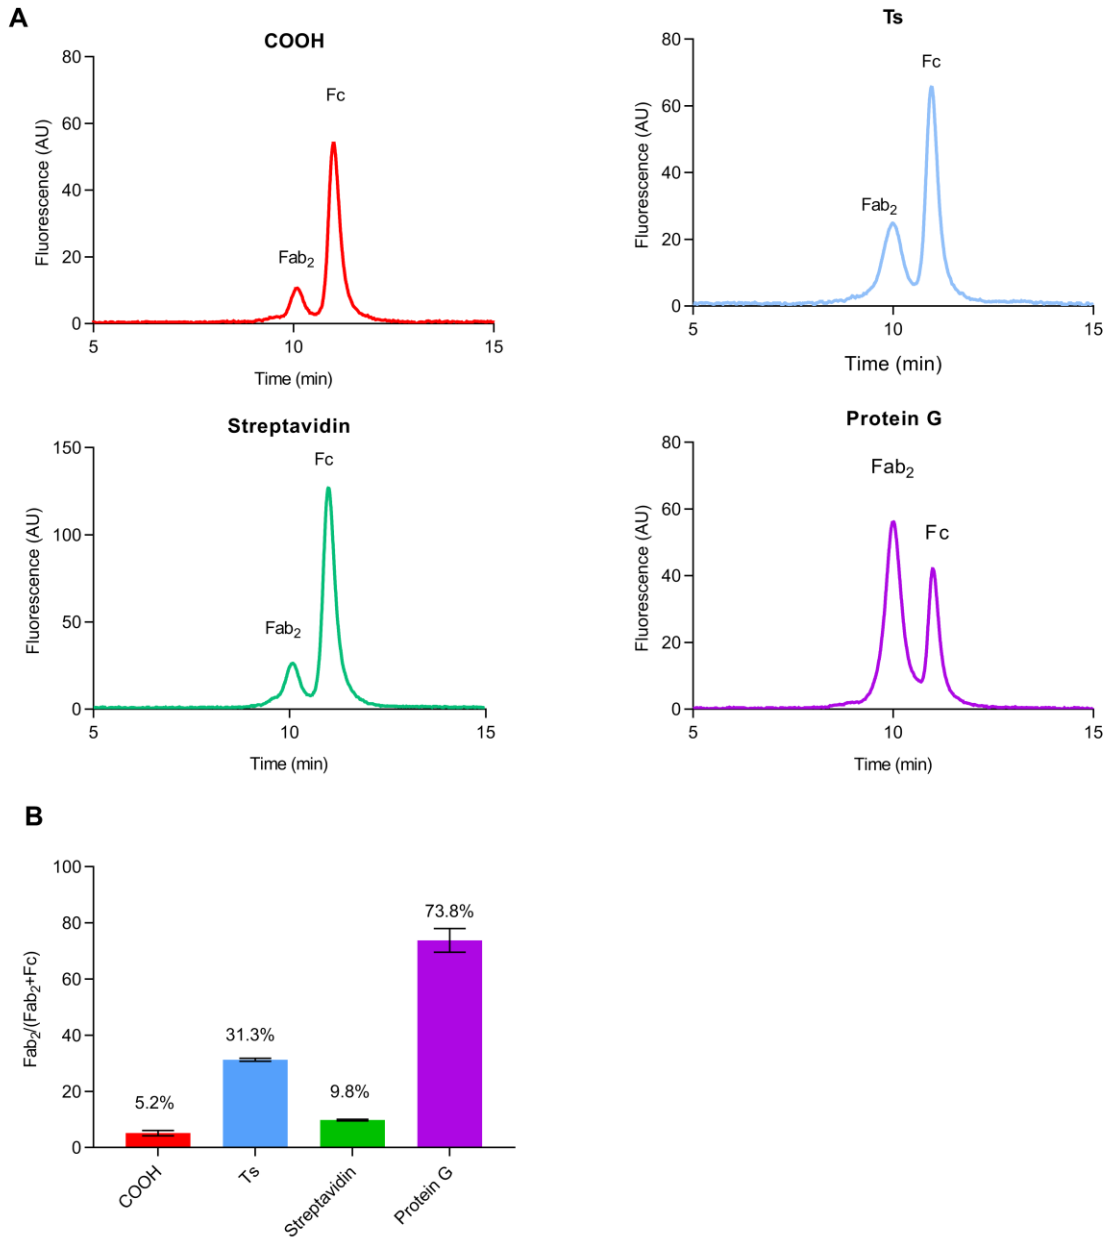 A
COOH
Fluorescence (AU)
80
60
40
20
0
Fc
Fab2
5
10
15
Time (min)
Ts
Fluorescence (AU)
80
60
40
20
0
Fc
Fab2
5
10
15
Time (min)
Streptavidin
Fluorescence (AU)
150
100
50
0
Fc
Fab2
5
10
15
Time (min)
Protein G
Fluorescence (AU)
80
60
40
20
0
Fab2
Fc
5
10
15
Time (min)
B
Fab2/(Fab2+Fc)
100
80
60
40
20
0
5.2%
31.3%
9.8%
73.8%
COOH
Ts
Streptavidin
Protein G